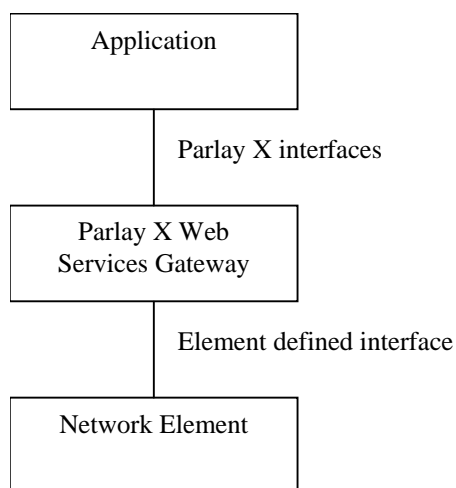 Application
Parlay X interfaces
Parlay X Web
Services Gateway
Element defined interface
Network Element